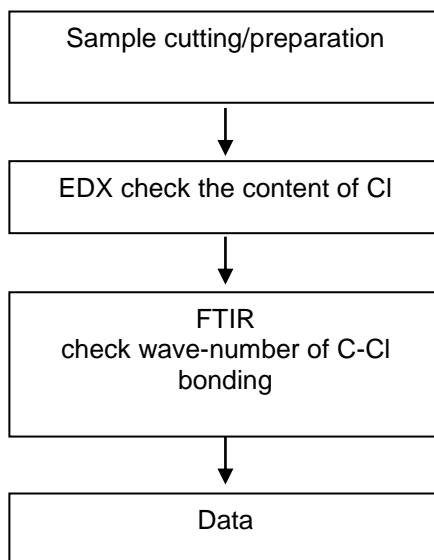 Sample cutting/preparation
EDX check the content of Cl
FTIR
check wave-number of C-Cl
bonding
Data